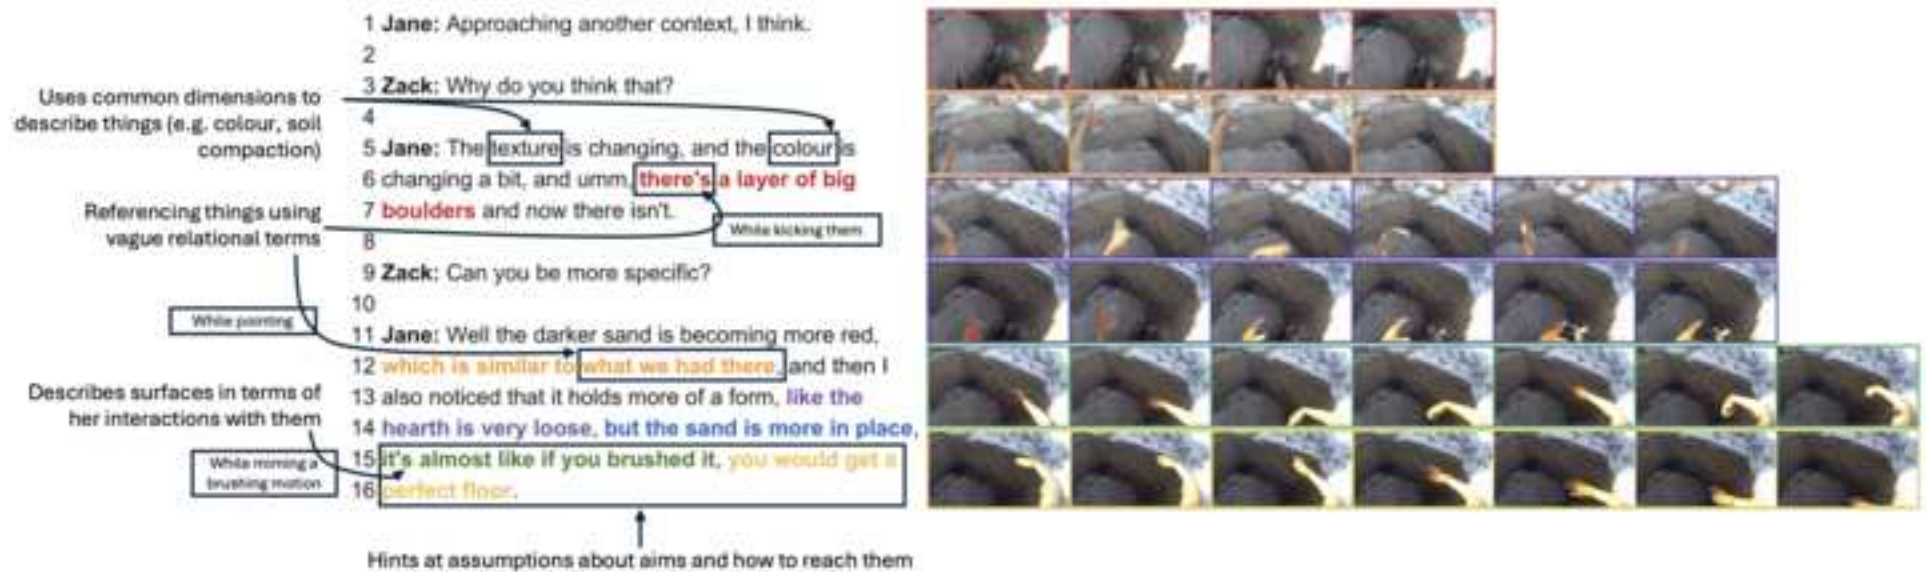 1 Jane: Approaching another context, I think.
2
3 Zack: Why do you think that?
4
5 Jane: The texture is changing, and the colour is
6 changing a bit, and umm, there's a layer of big
7 boulders and now there isn't.
8
9 Zack: Can you be more specific?
10
11 Jane: Well the darker sand is becoming more red,
12 which is similar to what we had there, and then I
13 also noticed that it holds more of a form, like the
14 hearth is very loose, but the sand is more in place,
15 it's almost like if you brushed it, you would get a
16 perfect floor.
Uses common dimensions to
describe things (e.g. colour, soil
compaction)
Referencing things using
vague relational terms
While kicking them
While pointing
Describes surfaces in terms of
her interactions with them
While miming a
brushing motion
Hints at assumptions about aims and how to reach them